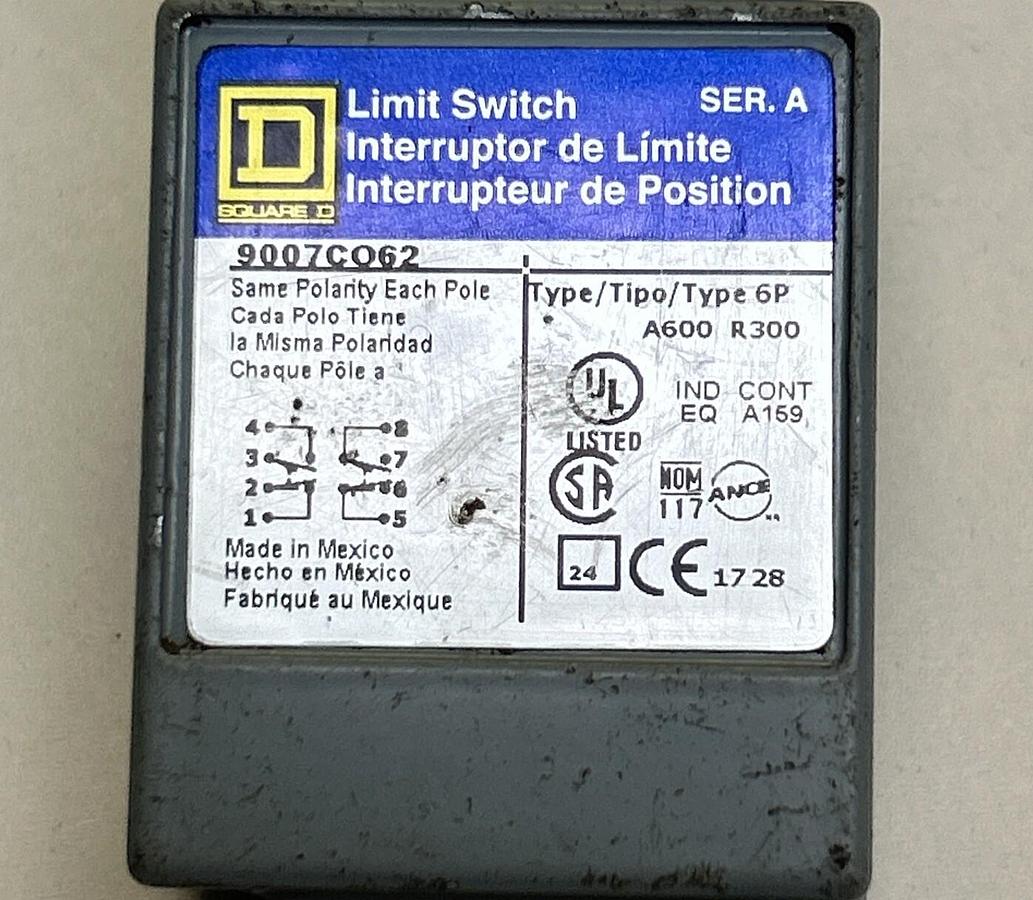 Limit Switch SER. A
Interruptor de Límite
Interrupteur de Position
SQUARE D
9007CO62
Same Polarity Each Pole
Cada Polo Tiene
la Misma Polaridad
Chaque Pôle a
4 8
3 7
2 6
1 5
Made in Mexico
Hecho en México
Fabriqué au Mexique
Type/Tipo/Type 6P
A600 R300
UL
LISTED
IND CONT
EQ A159
SA
NOM
117
ANCE
24 CE 1728